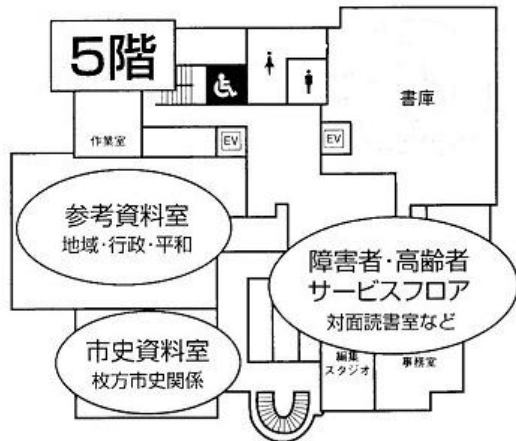 5階
書庫
作業室
EV
EV
参考資料室
地域・行政・平和
障害者・高齢者
サービスフロア
対面読書室など
市史資料室
枚方市史関係
編集
スタジオ
事務室